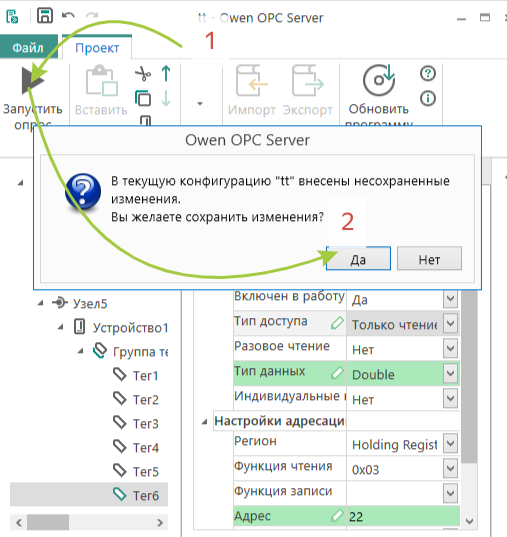 tt - Owen OPC Server
1
Файл
Проект
Запустить
опрос
Вставить
Импорт
Экспорт
Обновить
программу
Owen OPC Server
В текущую конфигурацию "tt" внесены несохраненные
изменения.
Вы желаете сохранить изменения?
2
Да
Нет
Узел5
Устройство1
Группа те
Тег1
Тег2
Тег3
Тег4
Тег5
Тег6
Включен в работу Да
Тип доступа Только чтение
Разовое чтение Нет
Тип данных Double
Индивидуальные Нет
Настройки адресаци
Регион Holding Regist
Функция чтения 0x03
Функция записи
Адрес 22